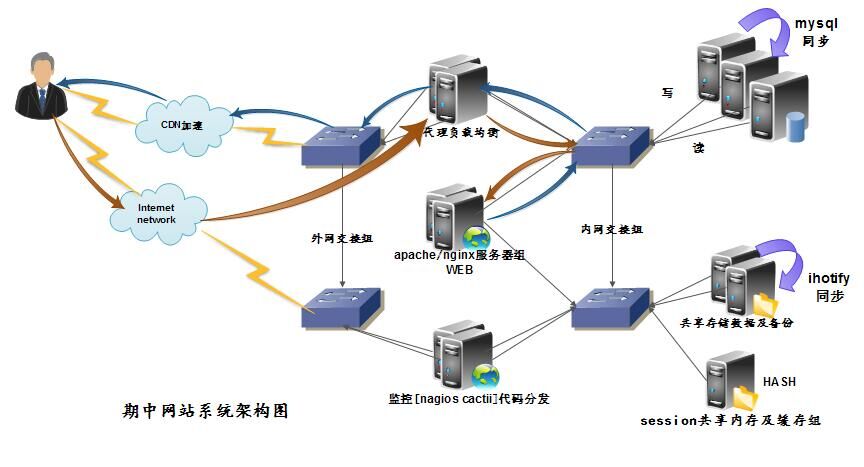 mysql
同步
写
CDN加速
代理负载均衡
读
Internet
network
外网交换组
apache/nginx服务器组
WEB
内网交换组
ihotify
同步
共享存储数据及备份
监控[nagios cactii]代码分发
HASH
session共享内存及缓存组
期中网站系统架构图